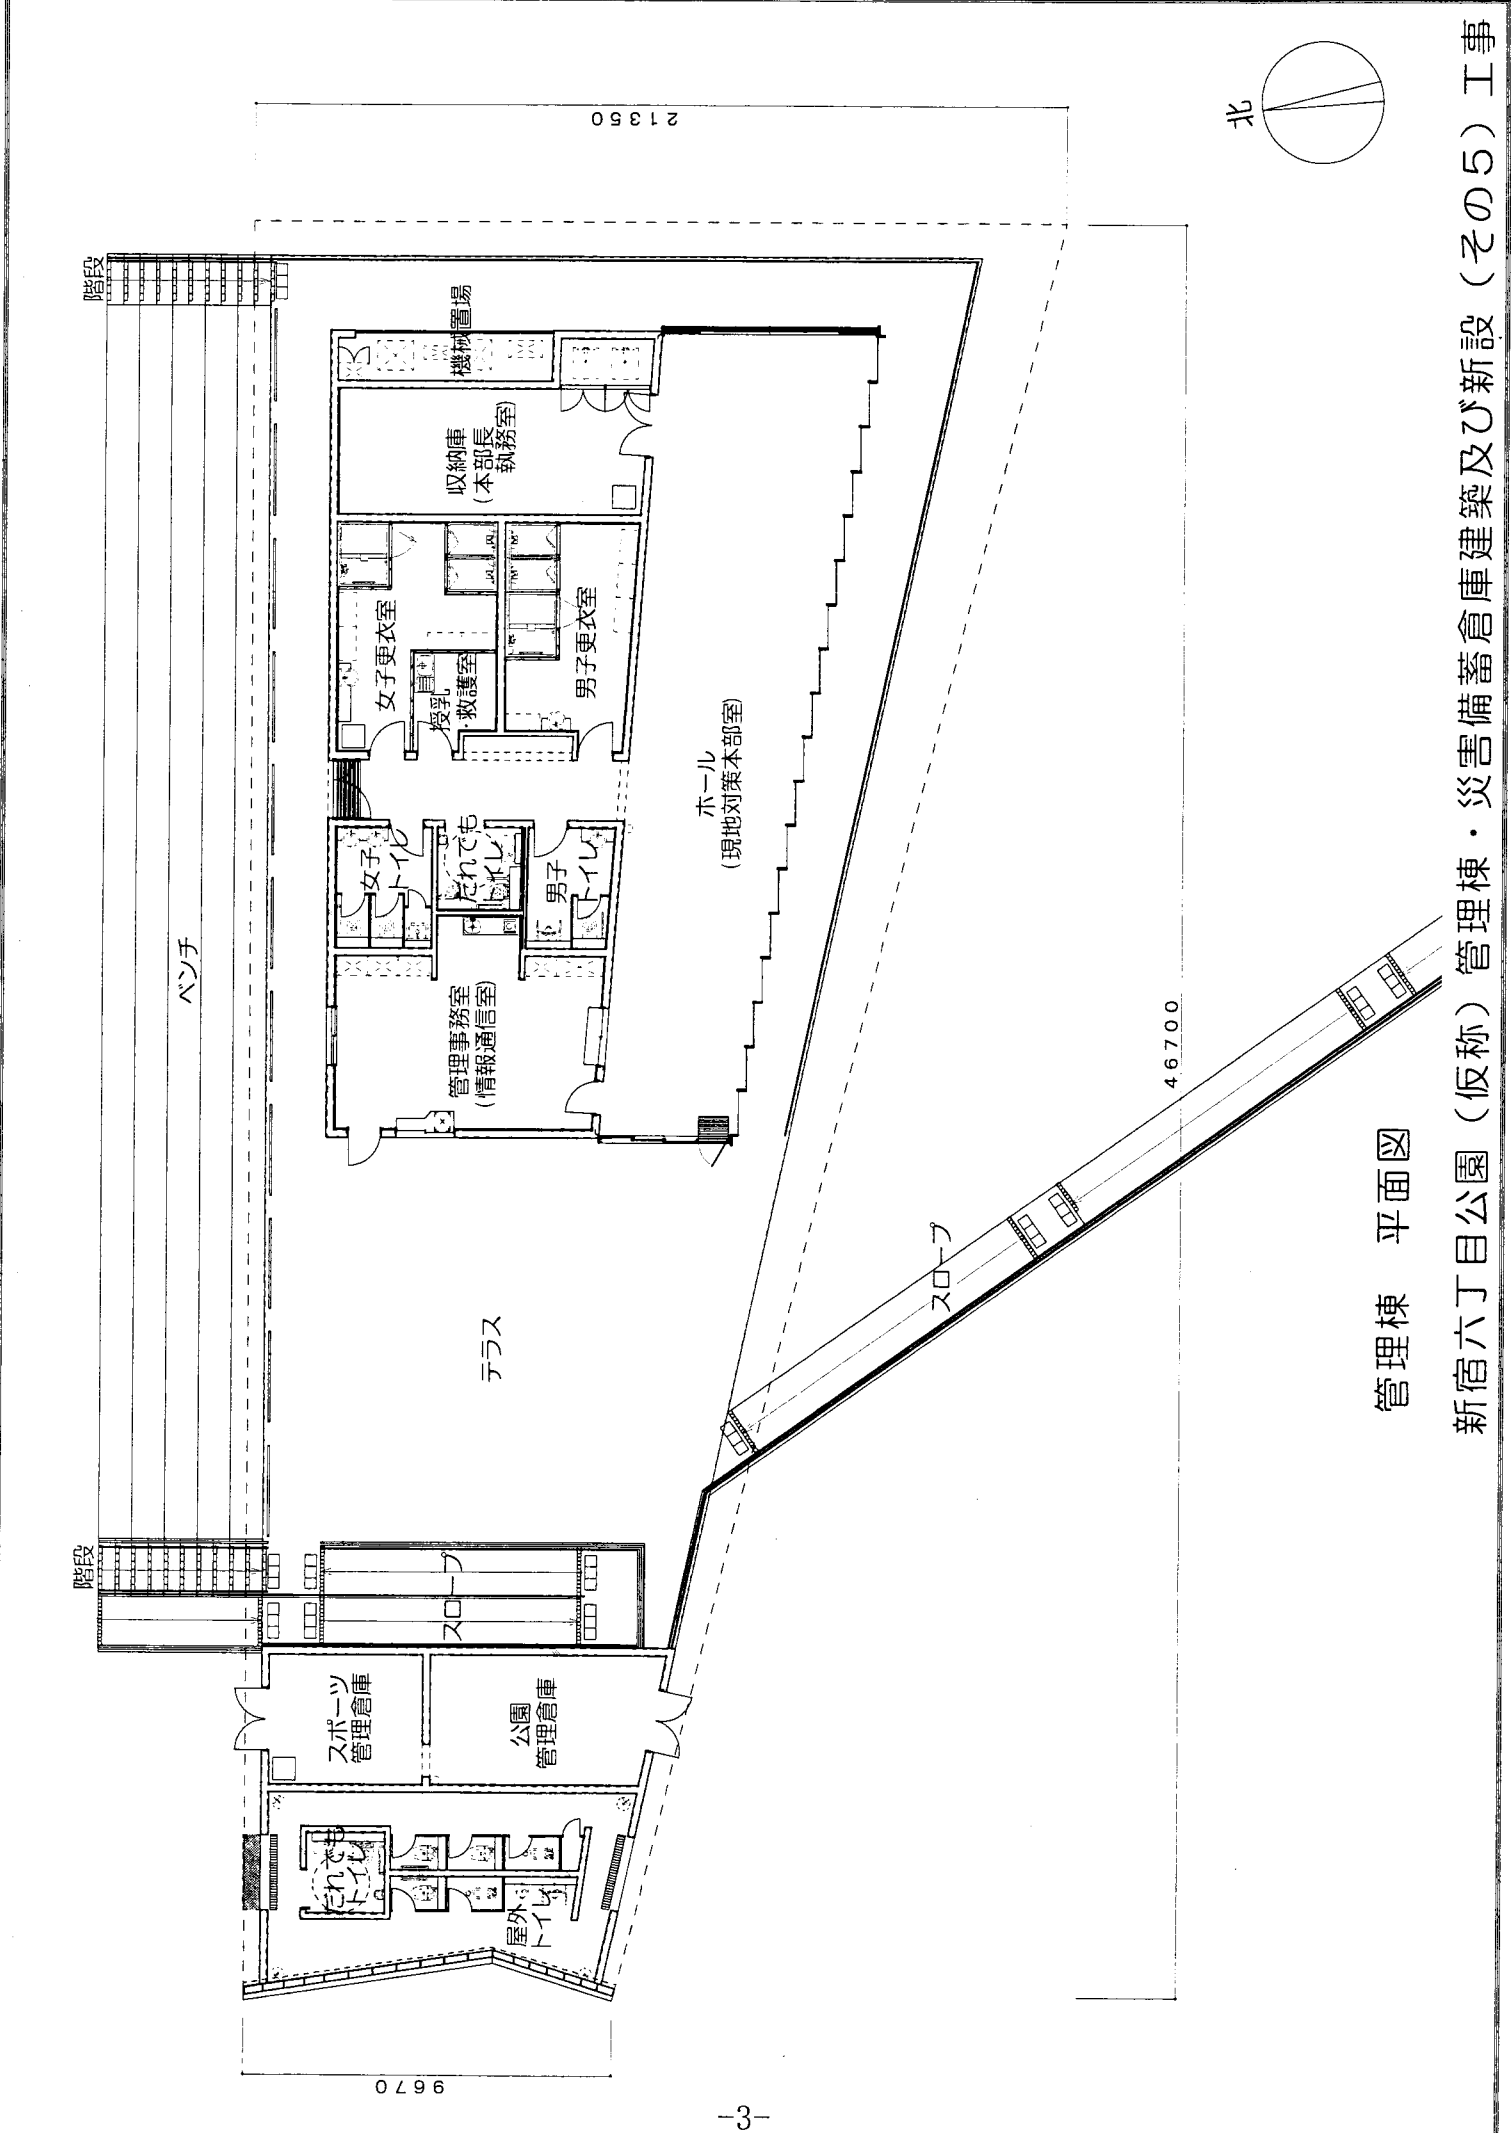 階段
ベンチ
階段
機械置場
収納庫
(本部長
執務室)
女子更衣室
授乳
・救護室
男子更衣室
女子
トイレ
だれでも
トイレ
男子
トイレ
管理事務室
(情報通信室)
ホール
(現地対策本部室)
テラス
スロープ
スロープ
スポーツ
管理倉庫
公園
管理倉庫
だれでも
トイレ
屋外
トイレ
21350
46700
9670
北
管理棟 平面図
新宿六丁目公園(仮称)管理棟・災害備蓄倉庫建築及び新設(その5)工事
-3-